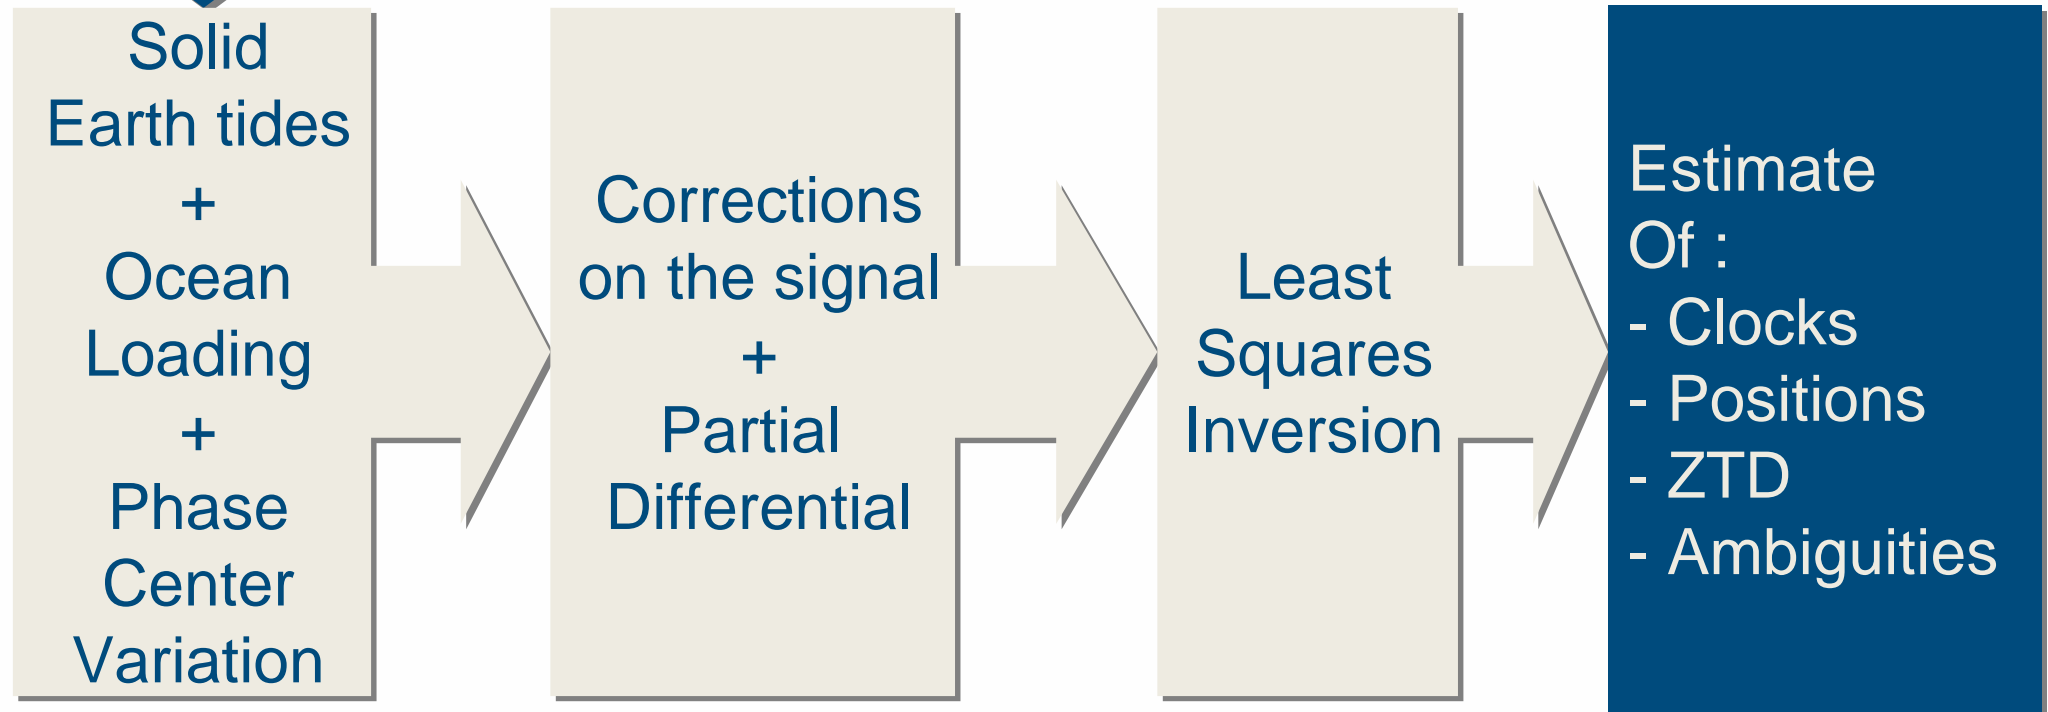 Solid
Earth tides
+
Ocean
Loading
+
Phase
Center
Variation
Corrections
on the signal
+
Partial
Differential
Least
Squares
Inversion
Estimate
Of :
- Clocks
- Positions
- ZTD
- Ambiguities